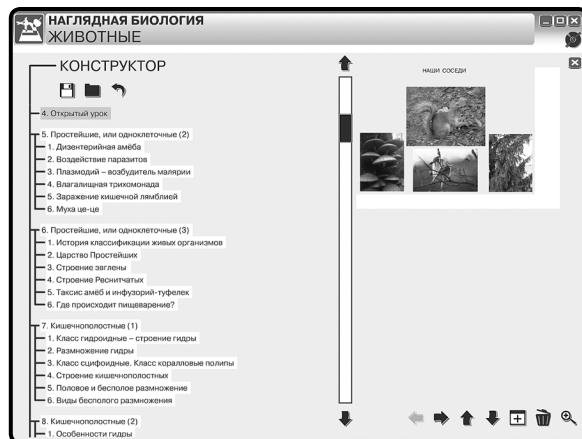 НАГЛЯДНАЯ БИОЛОГИЯ
ЖИВОТНЫЕ
КОНСТРУКТОР
4. Открытый урок
5. Простейшие, или одноклеточные (2)
1. Дизентерийная амёба
2. Воздействие паразитов
3. Плазмодий – возбудитель малярии
4. Влагалищная трихомонада
5. Заражение кишечной лямблией
6. Муха це-це
6. Простейшие, или одноклеточные (3)
1. История классификации живых организмов
2. Царство Простейших
3. Строение эвглены
4. Строение Реснитчатых
5. Таксис амёб и инфузорий-туфелек
6. Где происходит пищеварение?
7. Кишечнополостные (1)
1. Класс гидроидные – строение гидры
2. Размножение гидры
3. Класс сцифоидные. Класс коралловые полипы
4. Строение кишечнополостных
5. Половое и бесполое размножение
6. Виды бесполого размножения
8. Кишечнополостные (2)
1. Особенности гидры
НАШИ СОСЕДИ